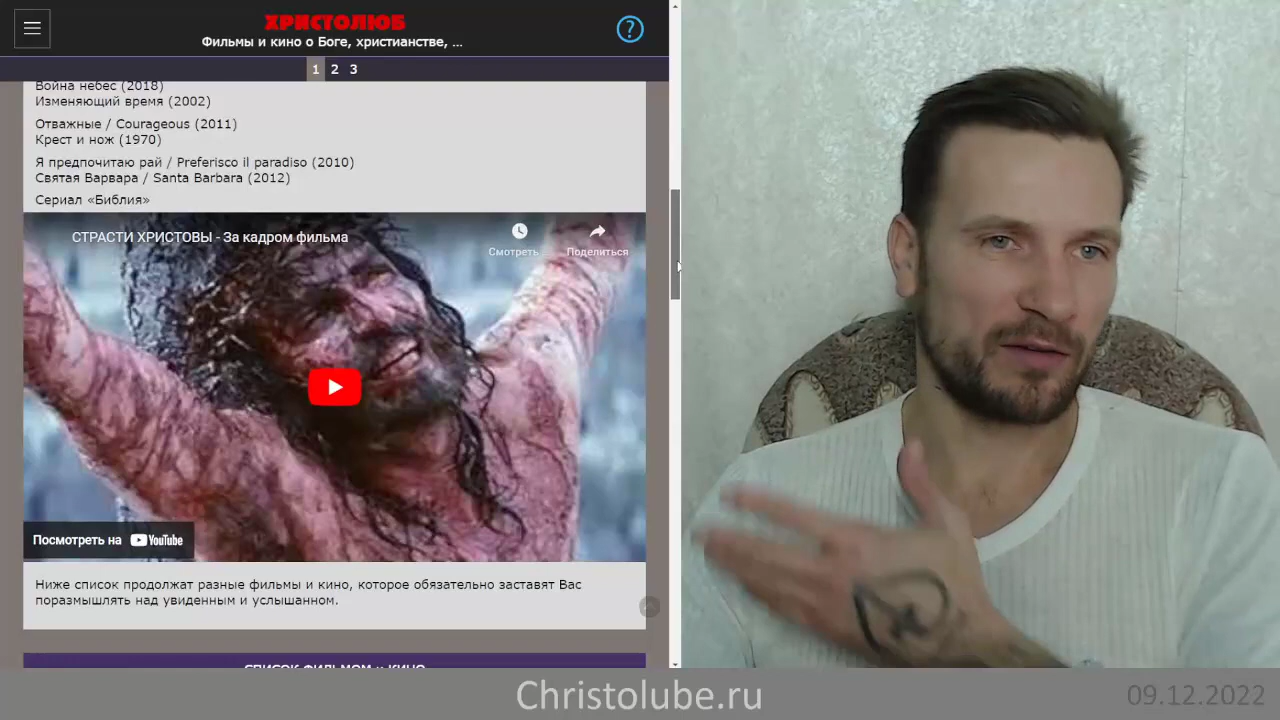 ХРИСТОЛЮБ
Фильмы и кино о Боге, христианстве, ...
?
1 2 3
Война небес (2018)
Изменяющий время (2002)
Отважные / Courageous (2011)
Крест и нож (1970)
Я предпочитаю рай / Preferisco il paradiso (2010)
Святая Варвара / Santa Barbara (2012)
Сериал «Библия»
СТРАСТИ ХРИСТОВЫ - За кадром фильма
Смотреть...
Поделиться
Посмотреть на YouTube
Ниже список продолжат разные фильмы и кино, которое обязательно заставят Вас
поразмышлять над увиденным и услышанном.
СПИСОК ФИЛЬМОМ и КИНО
Christolube.ru
09.12.2022